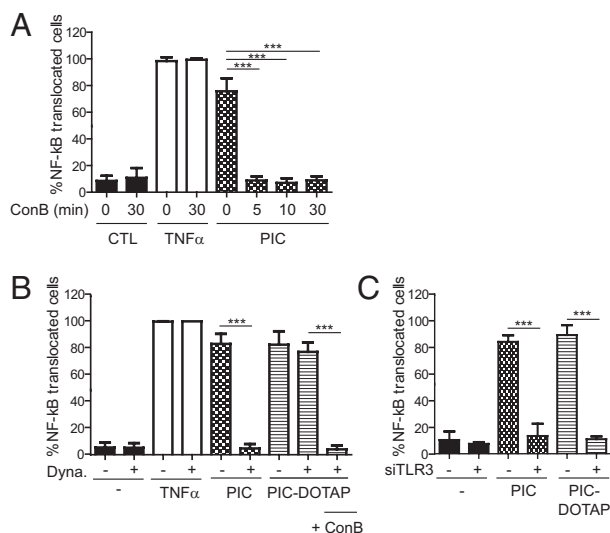 A
%NF-kB translocated cells
120
100
80
60
40
20
0
***
***
***
ConB (min) 0 30 0 30 0 5 10 30
CTL TNFα PIC
B
%NF-kB translocated cells
120
100
80
60
40
20
0
*** ***
Dyna. - + - + - + - + +
- TNFα PIC PIC-DOTAP
+ ConB
C
%NF-kB translocated cells
120
100
80
60
40
20
0
*** ***
siTLR3 - + - + - +
- PIC PIC-
DOTAP